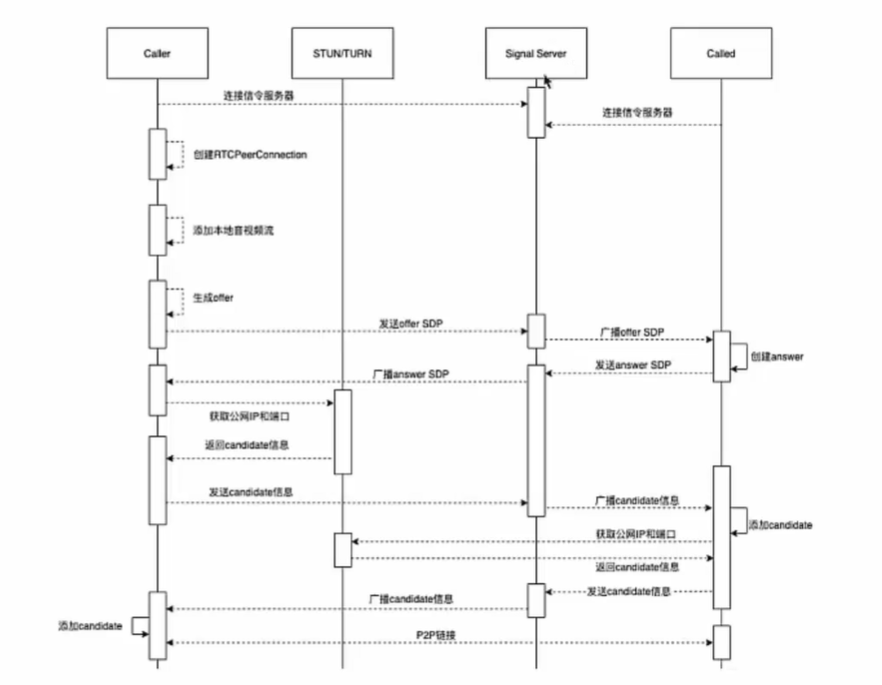 Caller
STUN/TURN
Signal Server
Called
连接信令服务器
连接信令服务器
创建RTCPeerConnection
添加本地音视频流
生成offer
发送offer SDP
广播offer SDP
创建answer
发送answer SDP
广播answer SDP
获取公网IP和端口
返回candidate信息
发送candidate信息
广播candidate信息
添加candidate
获取公网IP和端口
返回candidate信息
发送candidate信息
广播candidate信息
添加candidate
P2P链接